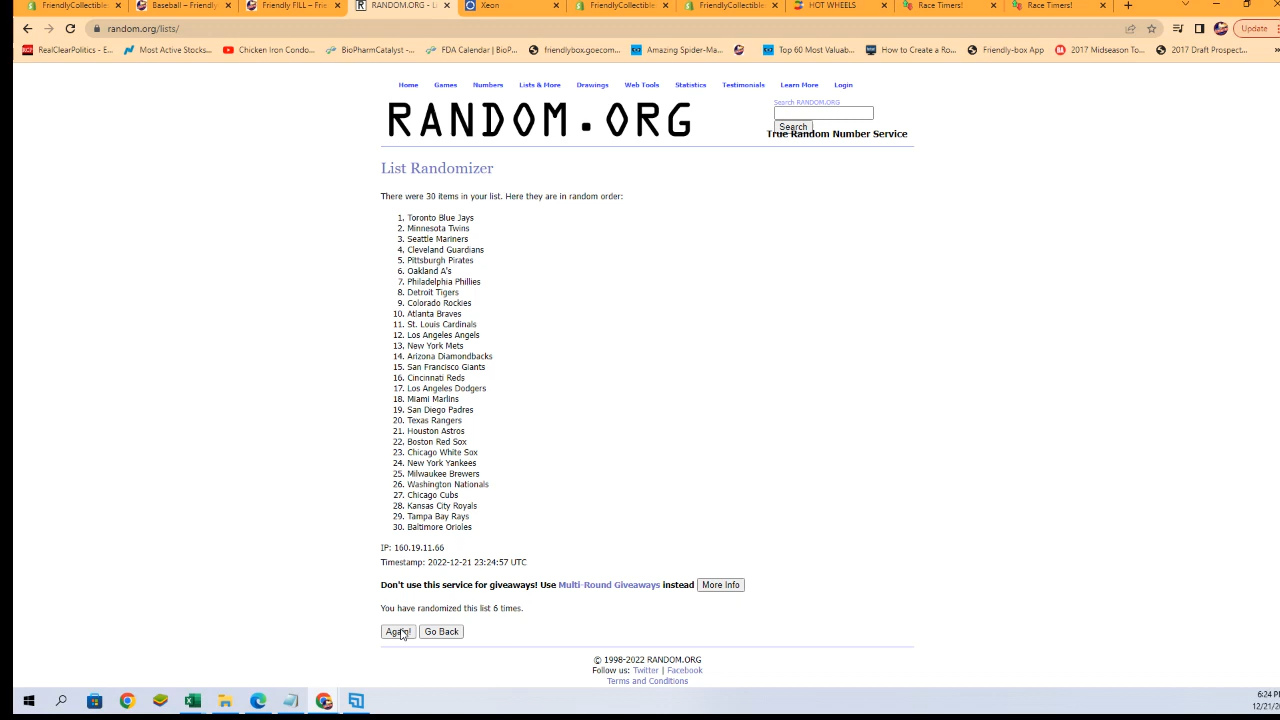 FriendlyCollectible
Baseball – Friendly
Friendly FILL – Frie
RANDOM.ORG - L
Xeon
FriendlyCollectible
FriendlyCollectible
HOT WHEELS
Race Timers!
Race Timers!
random.org/lists/
Update
RealClearPolitics - E...
Most Active Stocks...
Chicken Iron Condo...
BioPharmCatalyst -...
FDA Calendar | BioP...
friendlybox.goecom...
Amazing Spider-Ma...
Top 60 Most Valuab...
How to Create a Ro...
Friendly-box App
2017 Midseason To...
2017 Draft Prospect...
Home Games Numbers Lists & More Drawings Web Tools Statistics Testimonials Learn More Login
Search RANDOM.ORG
RANDOM.ORG
Search
True Random Number Service
List Randomizer
There were 30 items in your list. Here they are in random order:
1. Toronto Blue Jays
2. Minnesota Twins
3. Seattle Mariners
4. Cleveland Guardians
5. Pittsburgh Pirates
6. Oakland A's
7. Philadelphia Phillies
8. Detroit Tigers
9. Colorado Rockies
10. Atlanta Braves
11. St. Louis Cardinals
12. Los Angeles Angels
13. New York Mets
14. Arizona Diamondbacks
15. San Francisco Giants
16. Cincinnati Reds
17. Los Angeles Dodgers
18. Miami Marlins
19. San Diego Padres
20. Texas Rangers
21. Houston Astros
22. Boston Red Sox
23. Chicago White Sox
24. New York Yankees
25. Milwaukee Brewers
26. Washington Nationals
27. Chicago Cubs
28. Kansas City Royals
29. Tampa Bay Rays
30. Baltimore Orioles
IP: 160.19.11.66
Timestamp: 2022-12-21 23:24:57 UTC
Don't use this service for giveaways! Use Multi-Round Giveaways instead More Info
You have randomized this list 6 times.
Again! Go Back
© 1998-2022 RANDOM.ORG
Follow us: Twitter | Facebook
Terms and Conditions
6:24 P
12/21/2